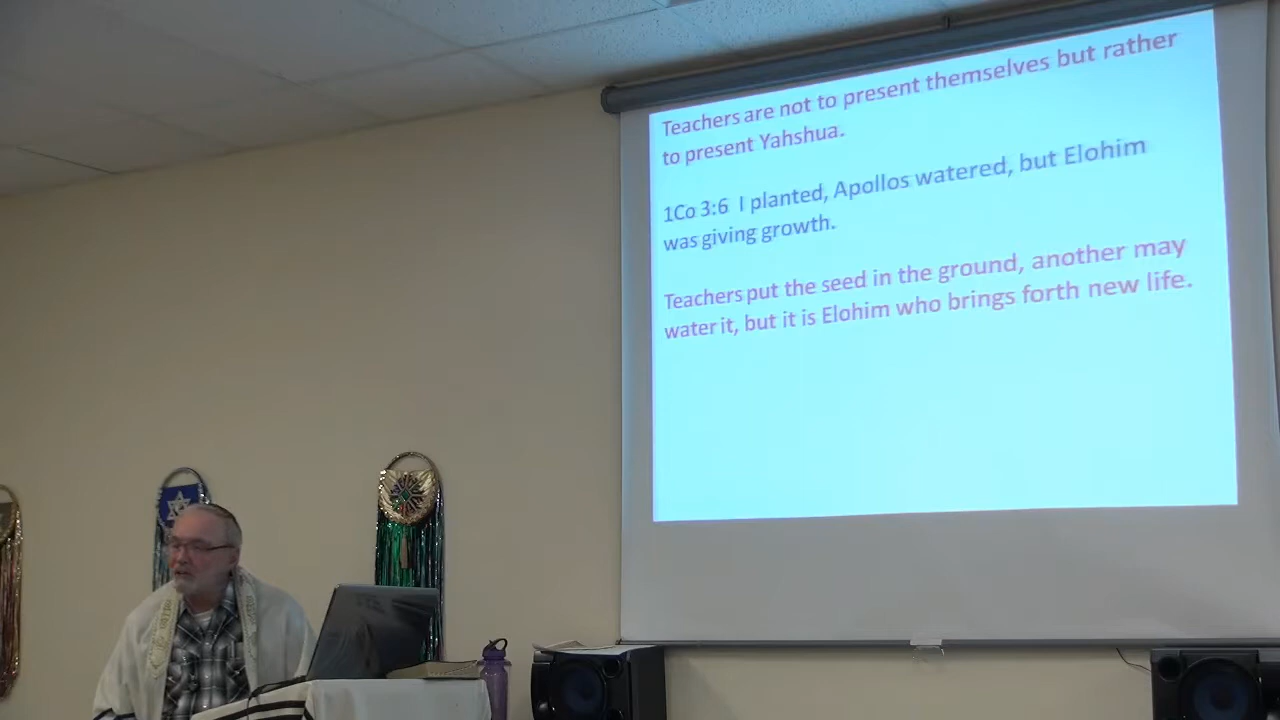 Teachers are not to present themselves but rather
to present Yahshua.
1Co 3:6 I planted, Apollos watered, but Elohim
was giving growth.
Teachers put the seed in the ground, another may
water it, but it is Elohim who brings forth new life.